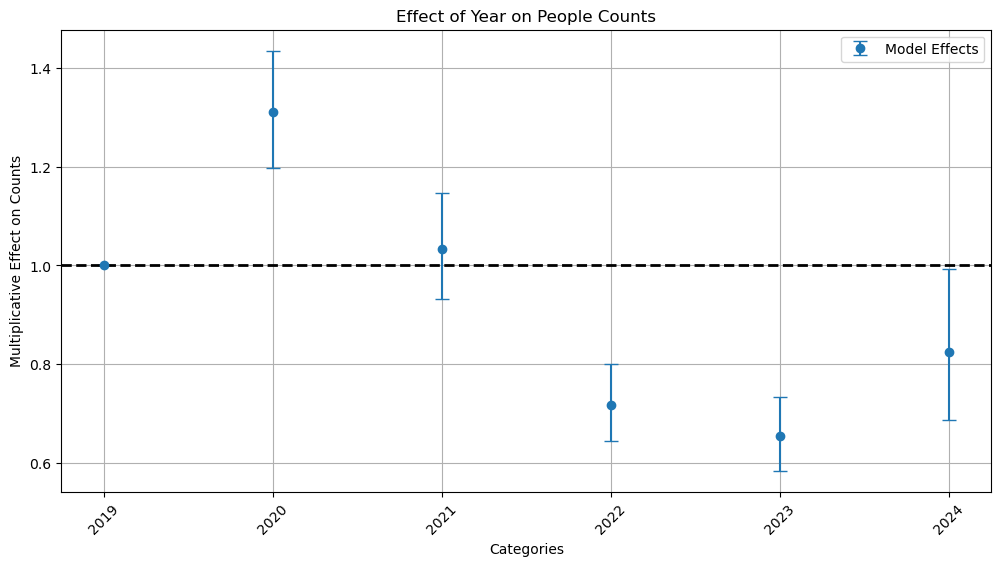 Effect of Year on People Counts
Model Effects
Multiplicative Effect on Counts
1.4
1.2
1.0
0.8
0.6
2019
2020
2021
2022
2023
2024
Categories